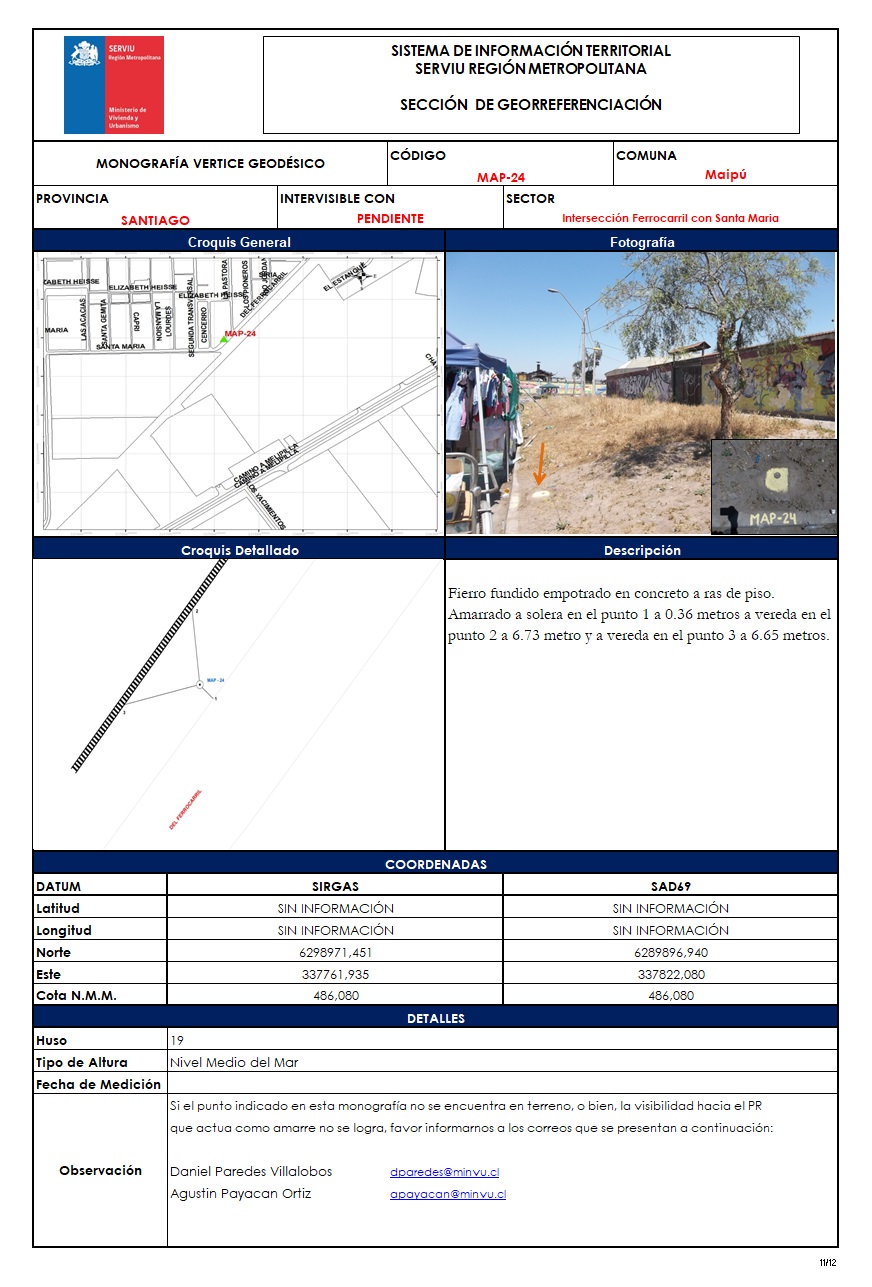 SERVIU
Región Metropolitana
Ministerio de
Vivienda y
Urbanismo
SISTEMA DE INFORMACIÓN TERRITORIAL
SERVIU REGIÓN METROPOLITANA
SECCIÓN DE GEORREFERENCIACIÓN
MONOGRAFÍA VERTICE GEODÉSICO
CÓDIGO
MAP-24
COMUNA
Maipú
PROVINCIA
SANTIAGO
INTERVISIBLE CON
PENDIENTE
SECTOR
Intersección Ferrocarril con Santa Maria
Croquis General
Fotografía
ZABETH HEISSE
ELIZABETH HEISSE
ELIZABETH HEISSE
MARIA
LAS ACACIAS
SANTA GEMITA
CAPRI
LA MANSION
LOURDES
SEGUNDA TRANSVERSAL
CENCERRO
PASTORA
LOS PIONEROS
SIRIA
RIO JORDAN
DEL FERROCARRIL
EL ESTANQUE
SANTA MARIA
MAP-24
CHA
CAMINO A MELIPILLA
CAMINO A MELIPILLA
LOS YACIMIENTOS
MAP-24
Croquis Detallado
Descripción
3
MAP - 24
1
2
DEL FERROCARRIL
Fierro fundido empotrado en concreto a ras de piso.
Amarrado a solera en el punto 1 a 0.36 metros a vereda en el
punto 2 a 6.73 metro y a vereda en el punto 3 a 6.65 metros.
COORDENADAS
DATUM SIRGAS SAD69
Latitud SIN INFORMACIÓN SIN INFORMACIÓN
Longitud SIN INFORMACIÓN SIN INFORMACIÓN
Norte 6298971,451 6289896,940
Este 337761,935 337822,080
Cota N.M.M. 486,080 486,080
DETALLES
Huso 19
Tipo de Altura Nivel Medio del Mar
Fecha de Medición
Observación
Si el punto indicado en esta monografía no se encuentra en terreno, o bien, la visibilidad hacia el PR
que actua como amarre no se logra, favor informarnos a los correos que se presentan a continuación:
Daniel Paredes Villalobos dparedes@minvu.cl
Agustin Payacan Ortiz apayacan@minvu.cl
11/12